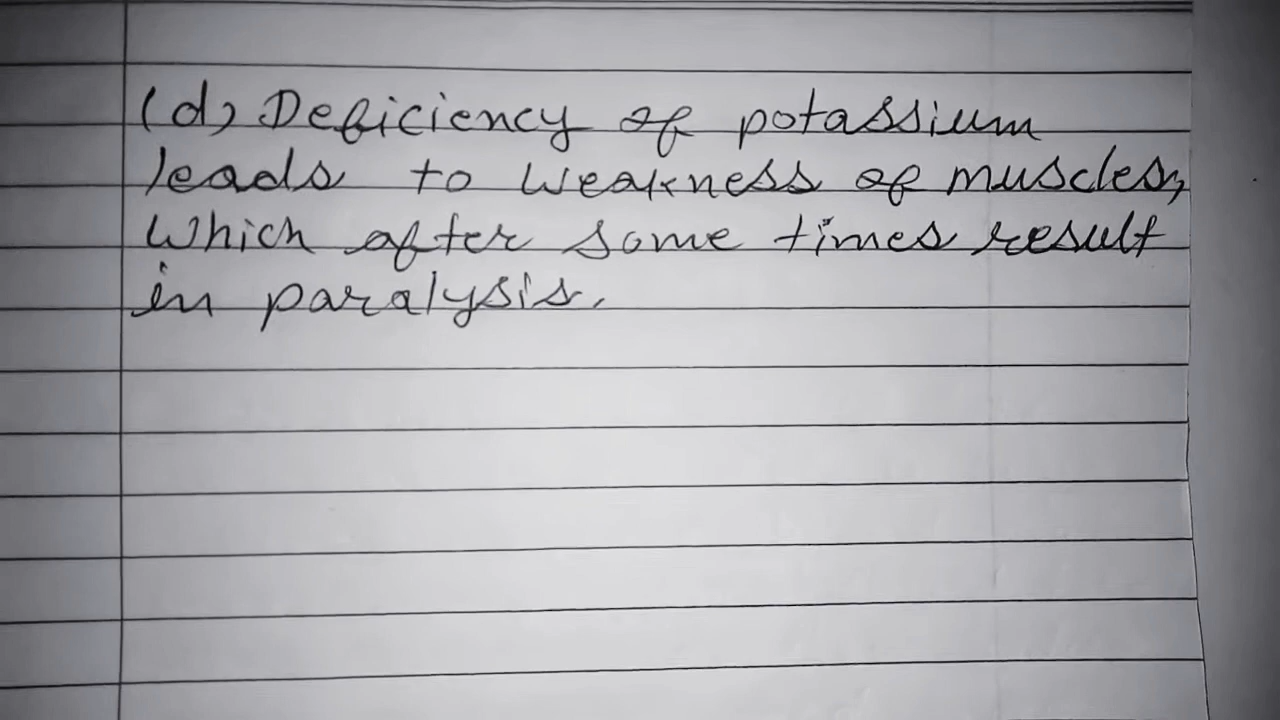 (d) Deficiency of potassium
leads to weakness of muscles,
Which after some times result
in paralysis.